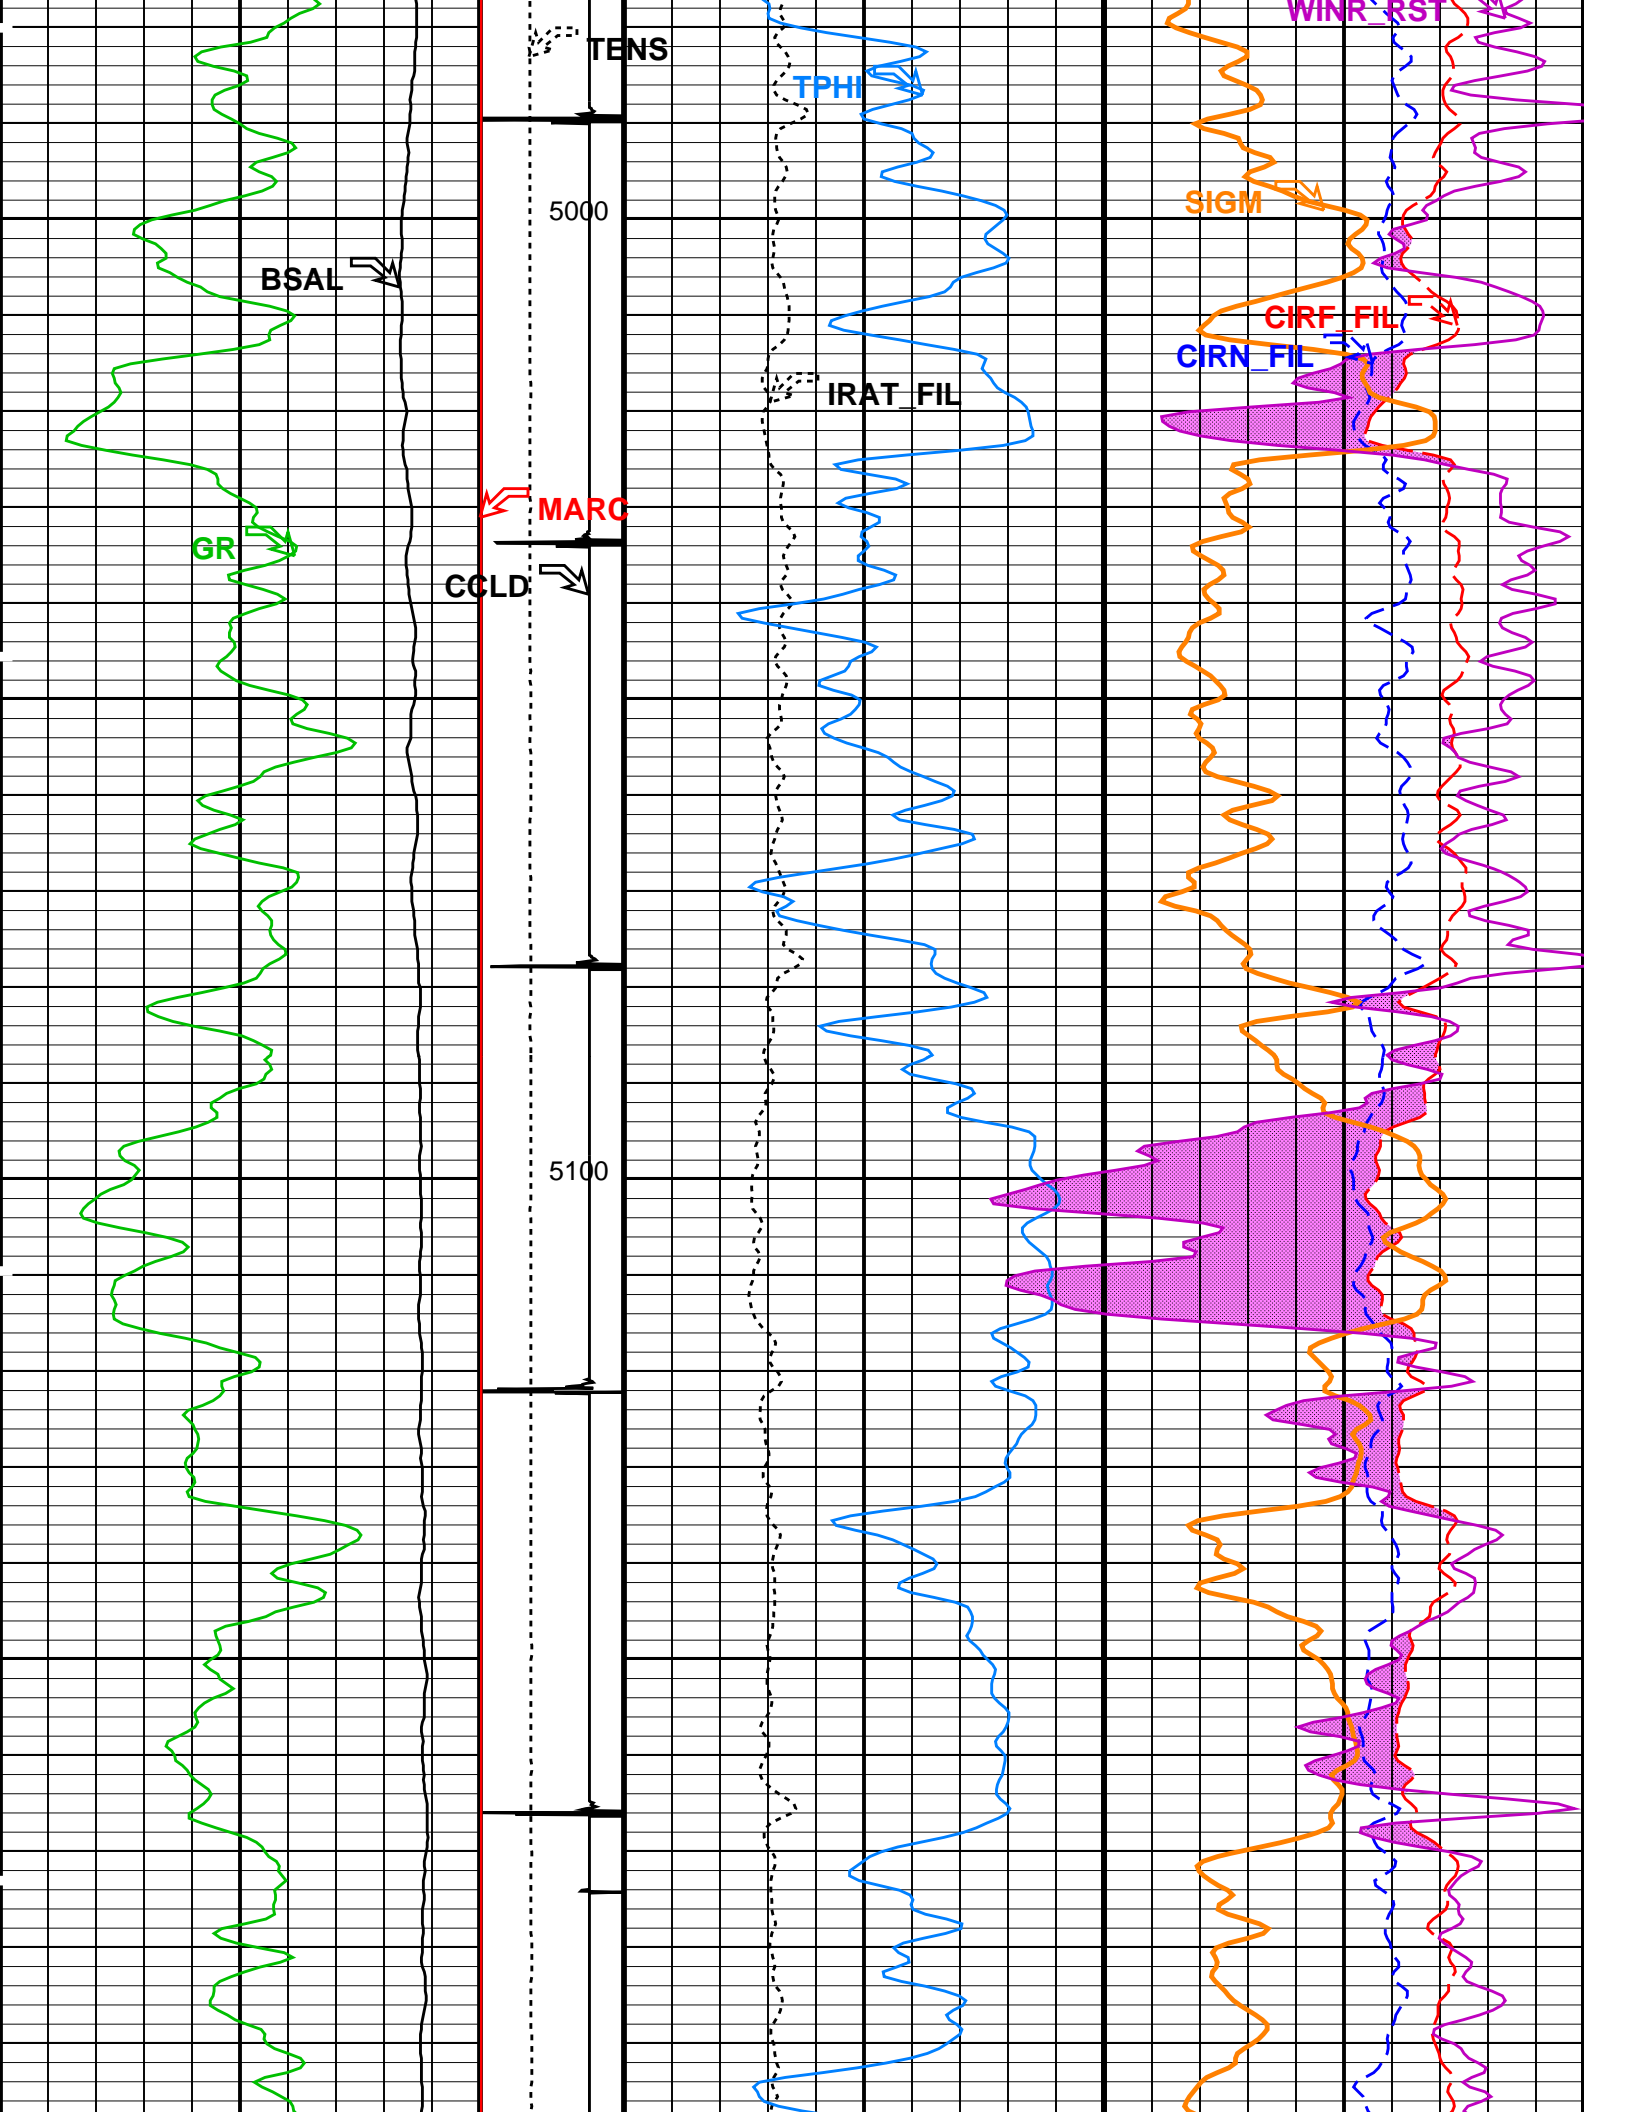 WINR_RST
TENS
TPHI
SIGM
5000
BSAL
CIRF_FIL
CIRN_FIL
IRAT_FIL
MARC
GR
CCLD
5100